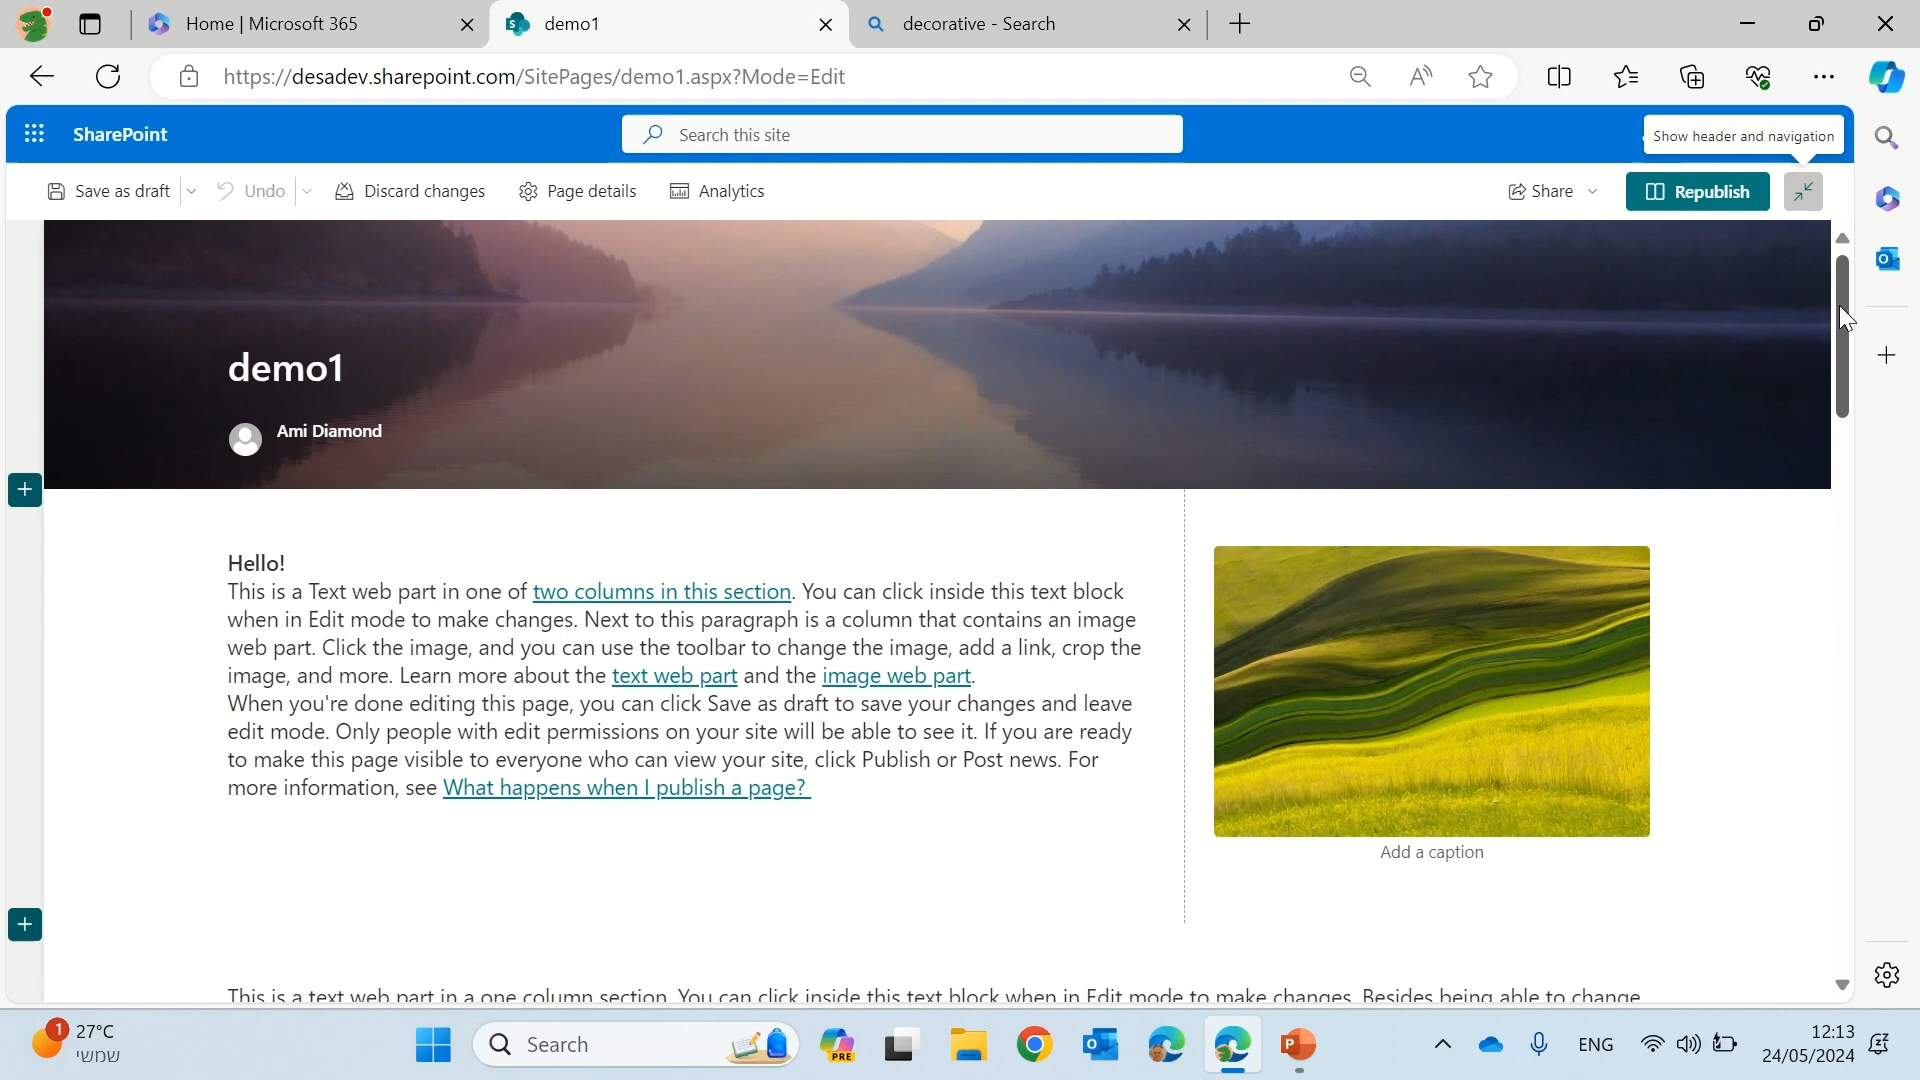 Home | Microsoft 365
demo1
decorative - Search
https://desadev.sharepoint.com/SitePages/demo1.aspx?Mode=Edit
SharePoint
Search this site
Show header and navigation
Save as draft
Undo
Discard changes
Page details
Analytics
Share
Republish
demo1
Ami Diamond
Hello!
This is a Text web part in one of two columns in this section. You can click inside this text block
when in Edit mode to make changes. Next to this paragraph is a column that contains an image
web part. Click the image, and you can use the toolbar to change the image, add a link, crop the
image, and more. Learn more about the text web part and the image web part.
When you're done editing this page, you can click Save as draft to save your changes and leave
edit mode. Only people with edit permissions on your site will be able to see it. If you are ready
to make this page visible to everyone who can view your site, click Publish or Post news. For
more information, see What happens when I publish a page?
Add a caption
This is a text web part in a one column section. You can click inside this text block when in Edit mode to make changes. Besides being able to change
1
27°C
שמשי
Search
PRE
ENG
12:13
24/05/2024